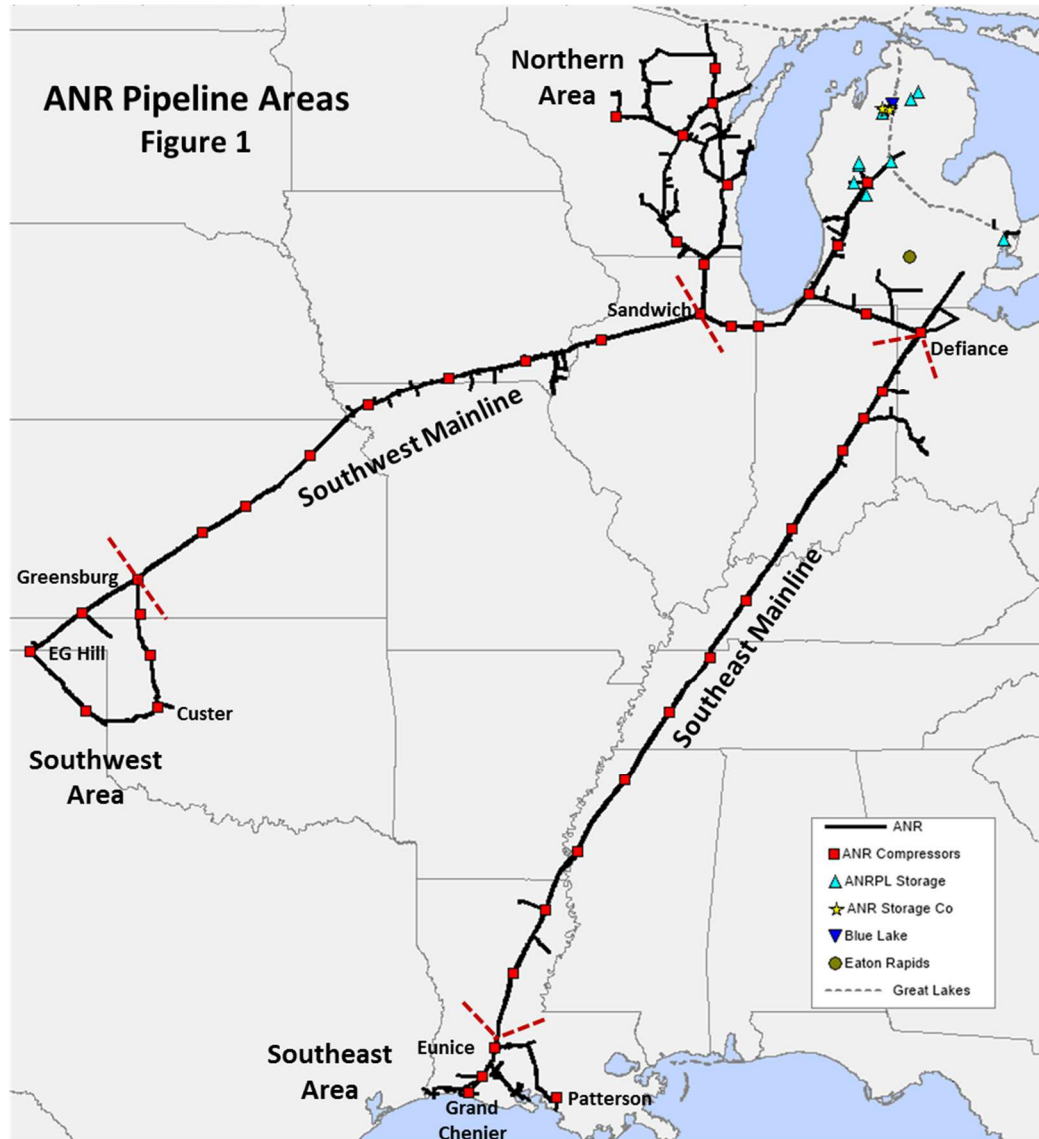 ANR Pipeline Areas
Figure 1
Northern
Area
Sandwich
Defiance
Southwest Mainline
Greensburg
EG Hill
Custer
Southwest
Area
Southeast Mainline
ANR
ANR Compressors
ANRPL Storage
ANR Storage Co
Blue Lake
Eaton Rapids
Great Lakes
Eunice
Southeast
Area
Patterson
Grand
Chenier